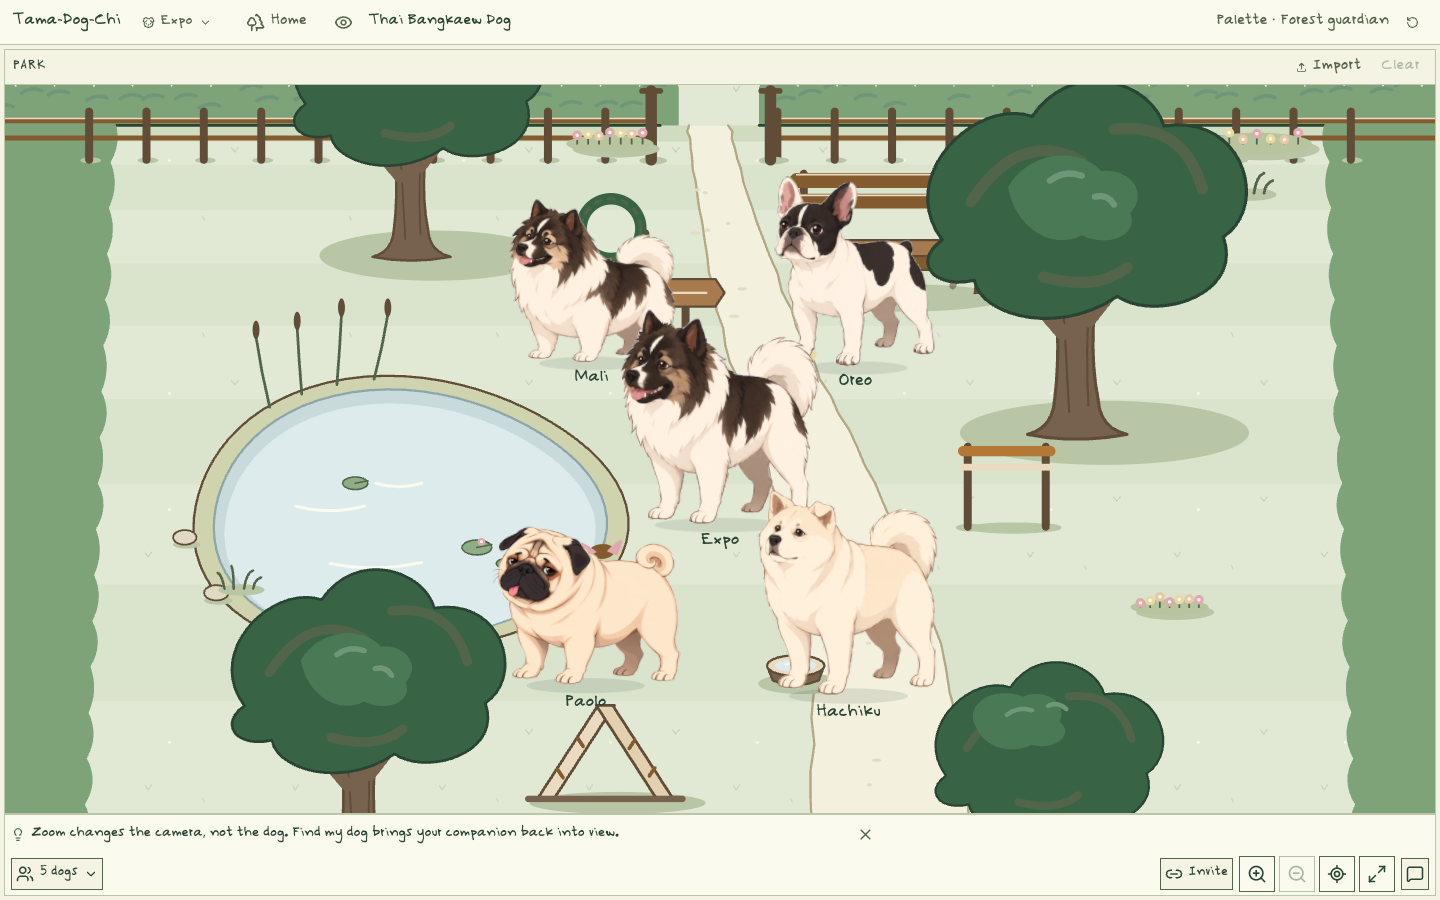 Tama-Dog-Chi Expo Home Thai Bangkaew Dog Palette · Forest guardian
PARK Import Clear
Mali
Oreo
Expo
Paolo
Hachiku
Zoom changes the camera, not the dog. Find my dog brings your companion back into view.
5 dogs Invite